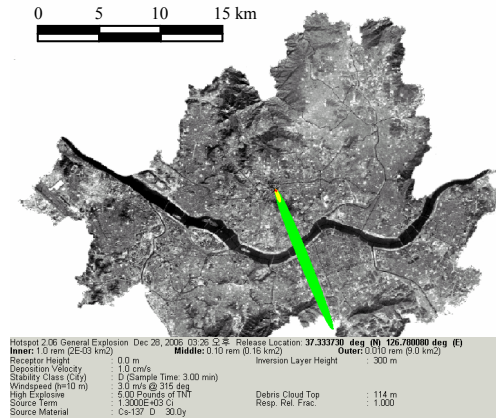 0 5 10 15 km
Hotspot 2.06 General Explosion Dec 28, 2006 03:26 오후 Release Location: 37.333730 deg (N) 126.780080 deg (E)
Inner: 1.0 rem (2E-03 km2) Middle: 0.10 rem (0.16 km2) Outer: 0.010 rem (9.0 km2)
Receptor Height : 0.0 m Inversion Layer Height : 300 m
Deposition Velocity : 1.0 cm/s
Stability Class (City) : D (Sample Time: 3.00 min)
Windspeed (h=10 m) : 3.0 m/s @ 315 deg
High Explosive : 5.00 Pounds of TNT Debris Cloud Top : 114 m
Source Term : 1.3000E+03 Ci Resp. Rel. Frac. : 1.000
Source Material : Cs-137 D 30.0y